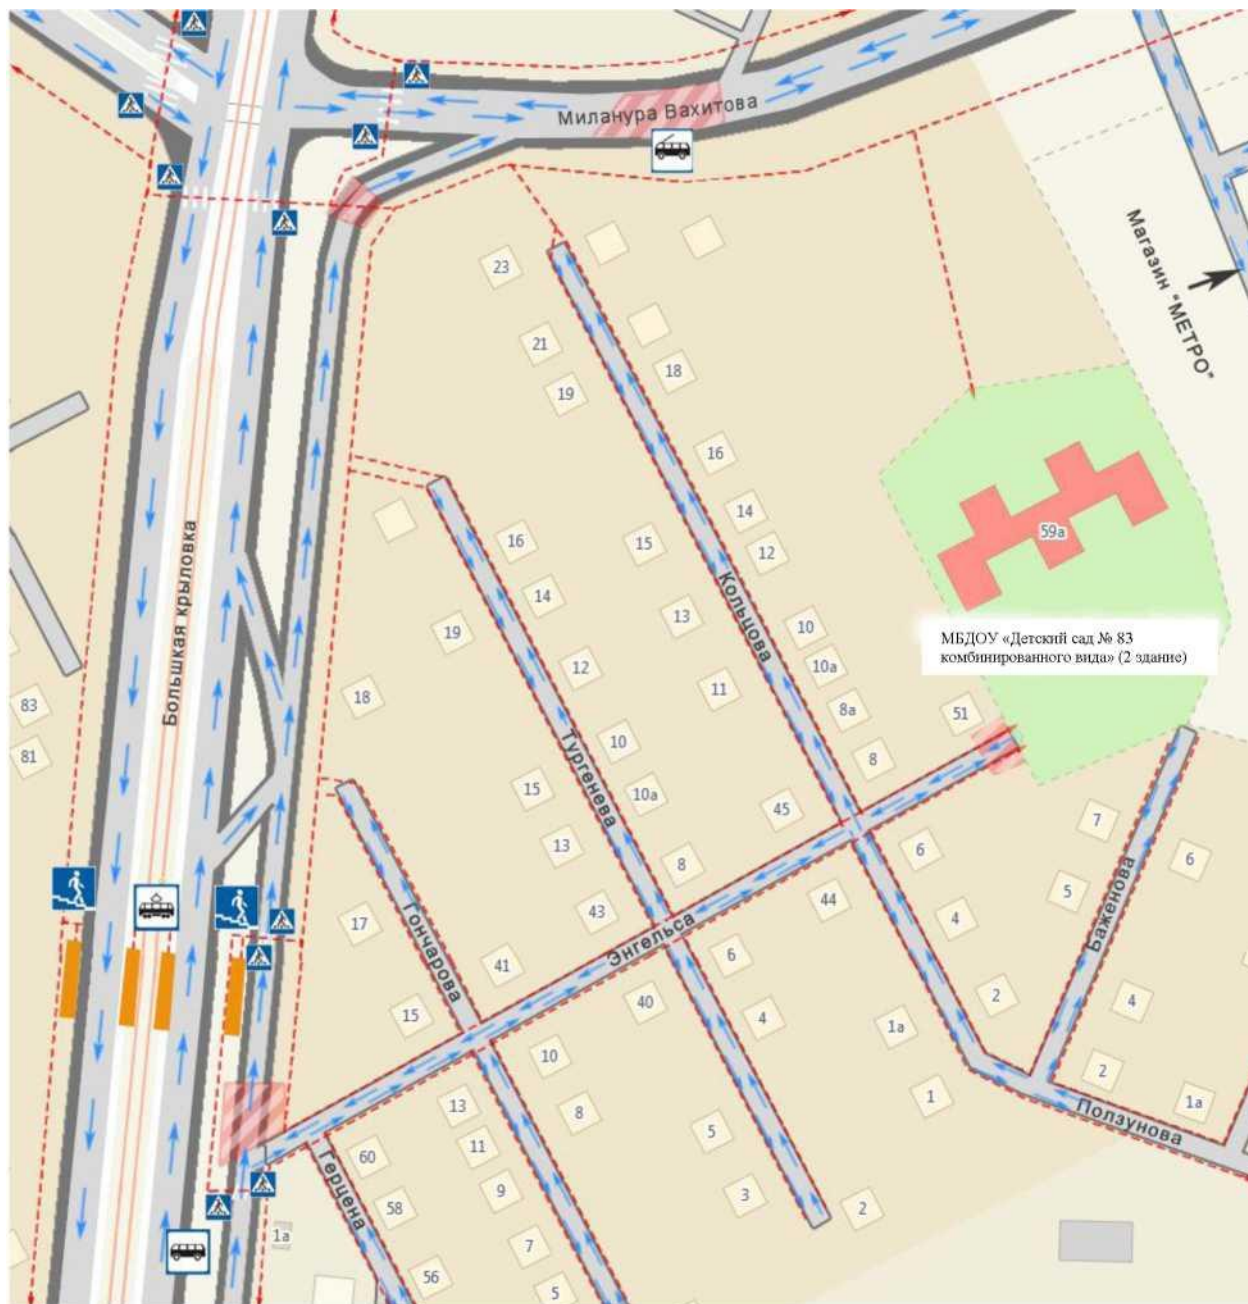 Миланура Вахитова
Магазин "МЕТРО"
23
21
19
18
16
14
12
15
59а
Кольцова
13
10
МБДОУ «Детский сад № 83
комбинированного вида» (2 здание)
10а
11
8а
51
8
Большкая крыловка
16
14
19
12
18
83
81
Тургенева
10
15
10а
45
13
8
6
44
7
5
6
Баженова
17
Гончарова
43
Энгельса
4
41
6
40
2
4
15
4
1а
10
2
1
1а
13
8
Ползунова
5
11
60
Герцена
9
3
2
58
1а
7
56
5